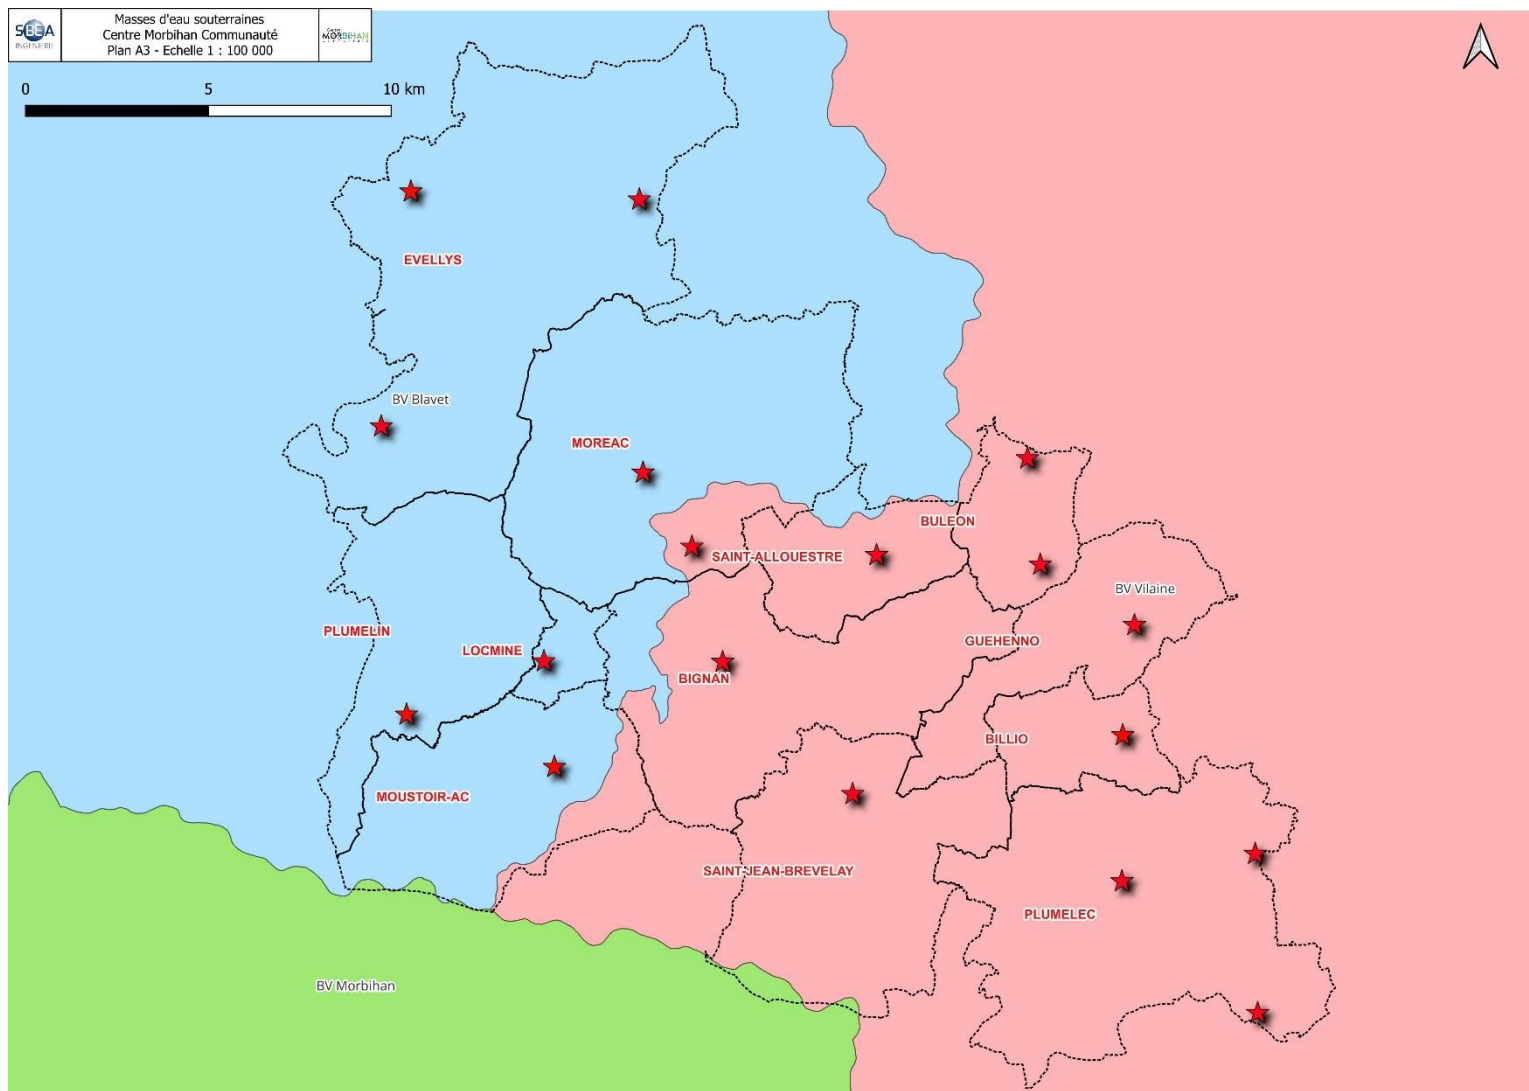 SBEA
INGENIERIE
Masses d'eau souterraines
Centre Morbihan Communauté
Plan A3 - Echelle 1 : 100 000
Centre
MORBIHAN
0 5 10 km
EVELLYS
BV Blavet
MOREAC
BULEON
SAINT-ALLOUESTRE
BV Vilaine
PLUMELIN
GUEHENNO
LOCMINE
BIGNAN
BILLIO
MOUSTOIR-AC
SAINT-JEAN-BREVELAY
PLUMELEC
BV Morbihan